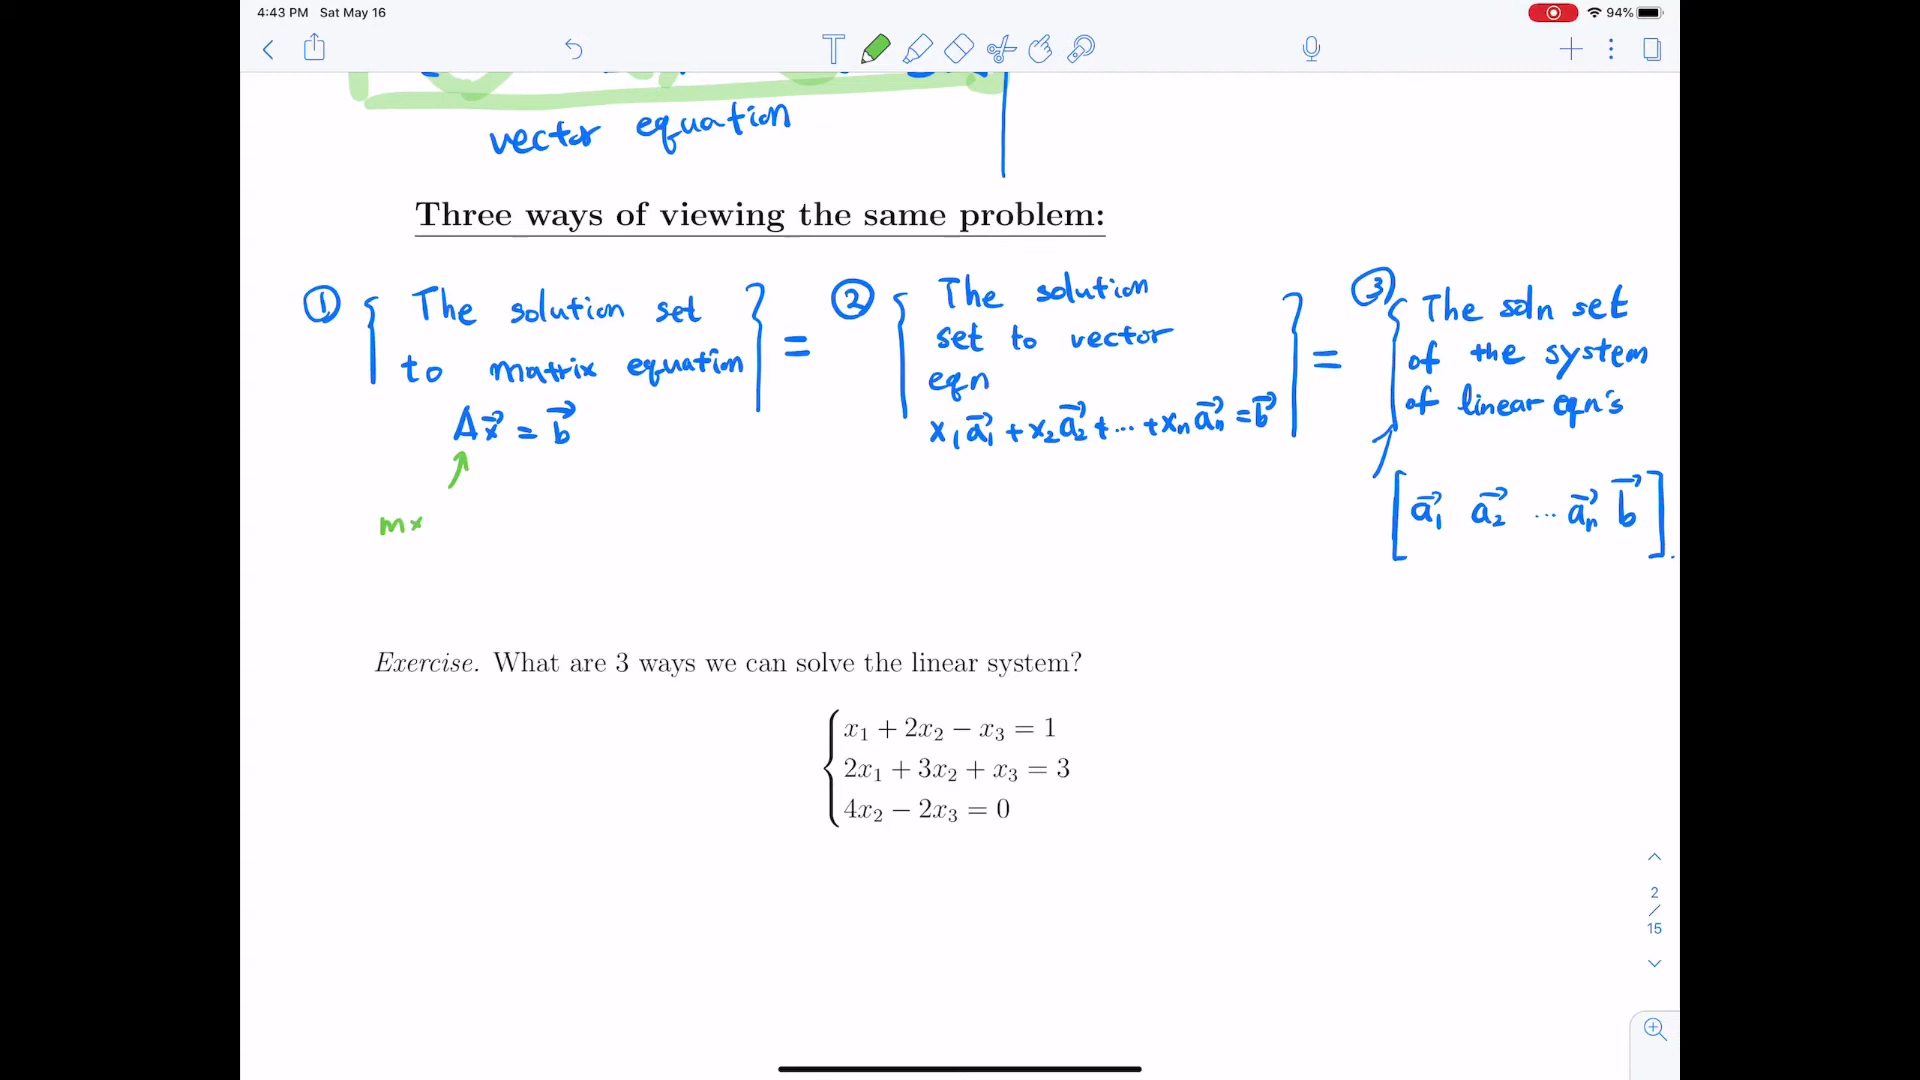 4:43 PM Sat May 16
94%
vector equation
Three ways of viewing the same problem:
① { The solution set
to matrix equation
A x⃗ = b⃗ }
=
② { The solution
set to vector
eqn
x₁a⃗₁ + x₂a⃗₂ + ... + xₙa⃗ₙ = b⃗ }
=
③ { The soln set
of the system
of linear eqn's
[ a⃗₁ a⃗₂ ... a⃗ₙ b⃗ ].
m×
Exercise. What are 3 ways we can solve the linear system?
x₁ + 2x₂ − x₃ = 1
2x₁ + 3x₂ + x₃ = 3
4x₂ − 2x₃ = 0
2
/
15